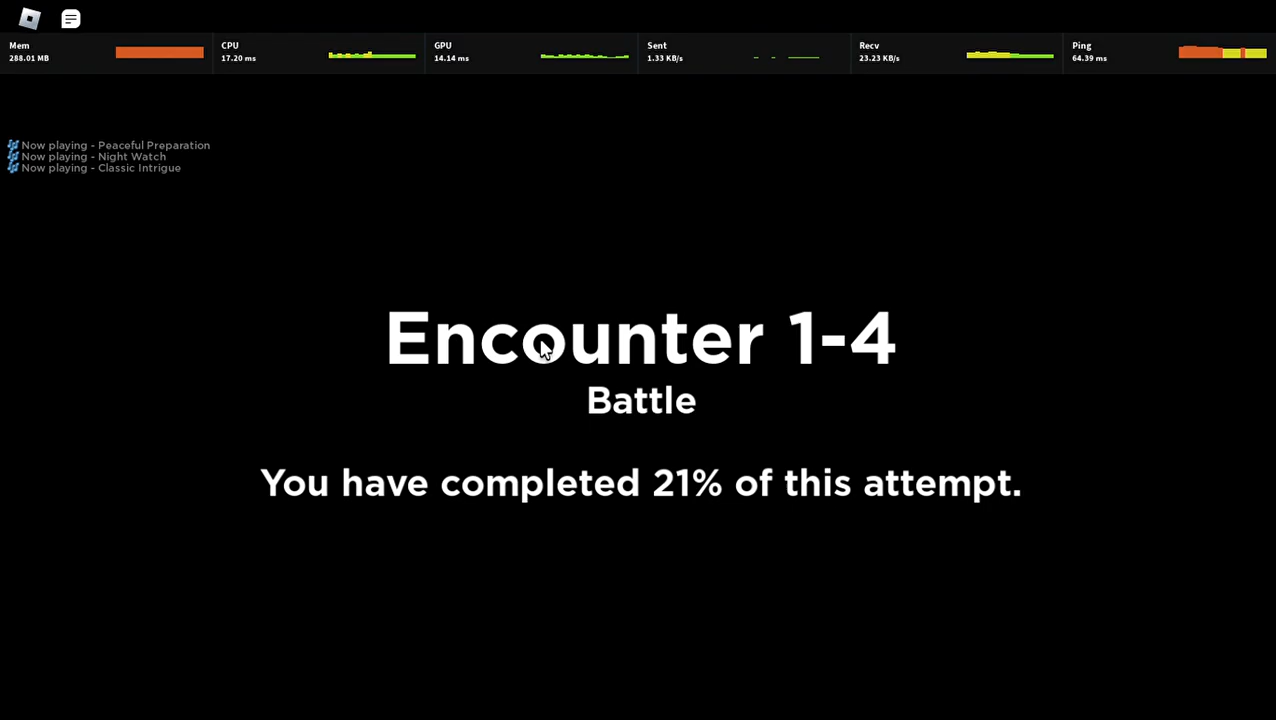 Mem
288.01 MB
CPU
17.20 ms
GPU
14.14 ms
Sent
1.33 KB/s
Recv
23.23 KB/s
Ping
64.39 ms
Now playing - Peaceful Preparation
Now playing - Night Watch
Now playing - Classic Intrigue
Encounter 1-4
Battle
You have completed 21% of this attempt.